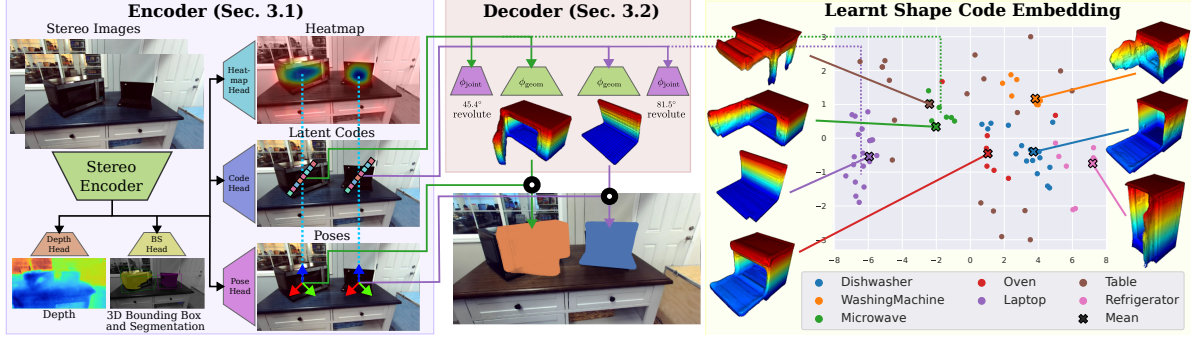 Encoder (Sec. 3.1)
Stereo Images
Heatmap
Heat-
map
Head
Latent Codes
Code
Head
Stereo
Encoder
Depth
Head
BS
Head
Poses
Pose
Head
Depth
3D Bounding Box
and Segmentation
Decoder (Sec. 3.2)
ϕjoint
ϕgeom
ϕgeom
ϕjoint
45.4°
revolute
81.5°
revolute
Learnt Shape Code Embedding
3
2
1
0
−1
−2
−3
−8 −6 −4 −2 0 2 4 6 8
Dishwasher
WashingMachine
Microwave
Oven
Laptop
Table
Refrigerator
Mean